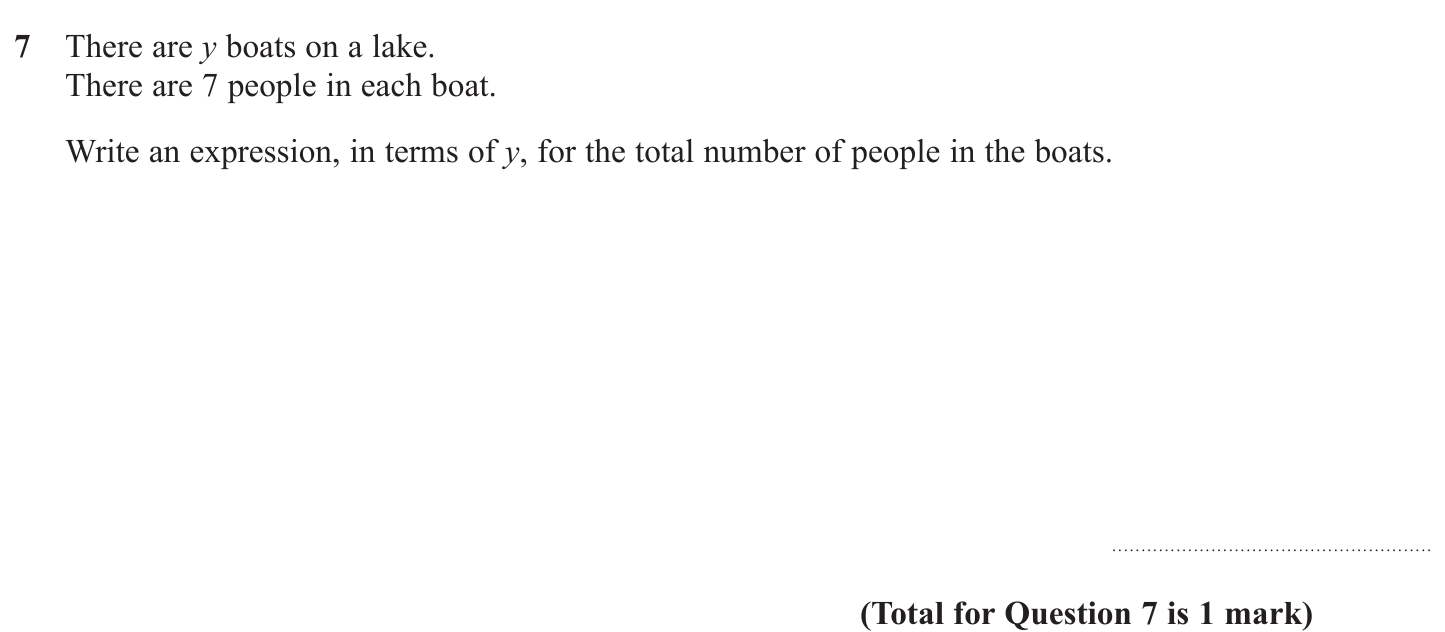 7 There are y boats on a lake.
There are 7 people in each boat.
Write an expression, in terms of y, for the total number of people in the boats.
(Total for Question 7 is 1 mark)